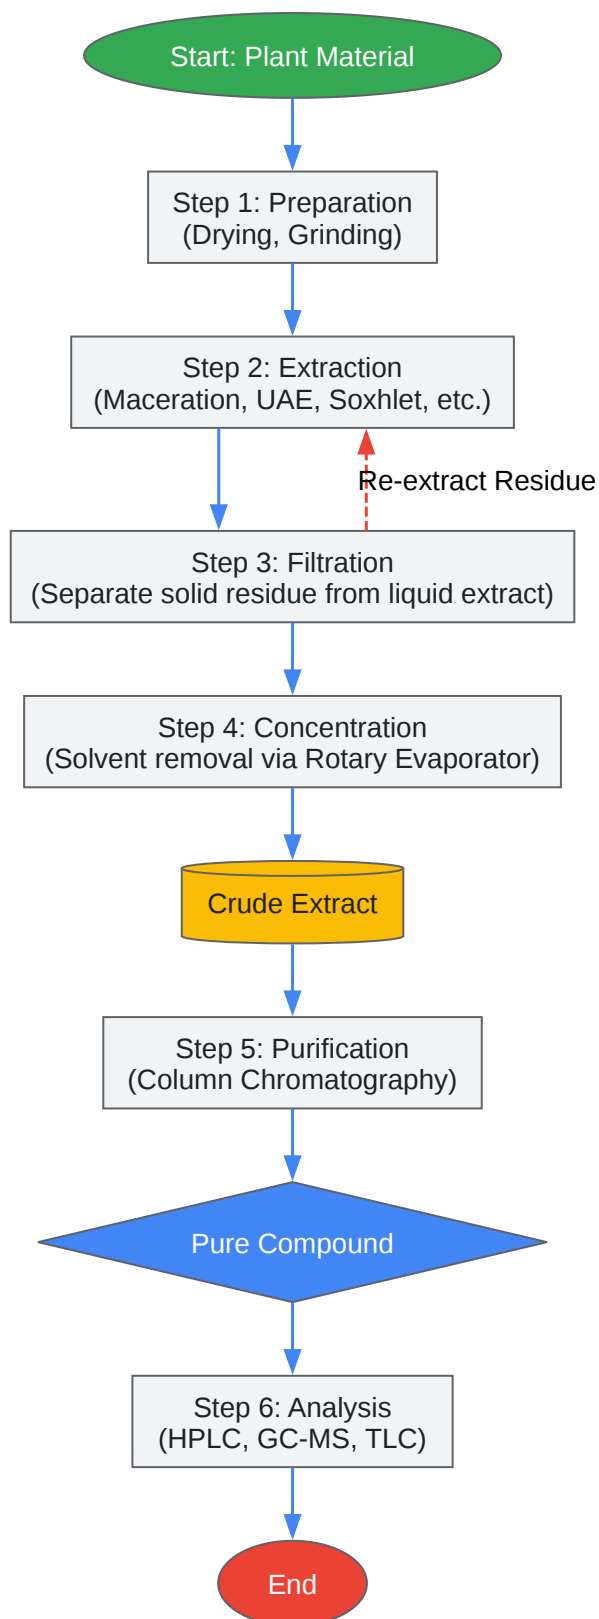 Start: Plant Material
Step 1: Preparation
(Drying, Grinding)
Step 2: Extraction
(Maceration, UAE, Soxhlet, etc.)
Re-extract Residue
Step 3: Filtration
(Separate solid residue from liquid extract)
Step 4: Concentration
(Solvent removal via Rotary Evaporator)
Crude Extract
Step 5: Purification
(Column Chromatography)
Pure Compound
Step 6: Analysis
(HPLC, GC-MS, TLC)
End